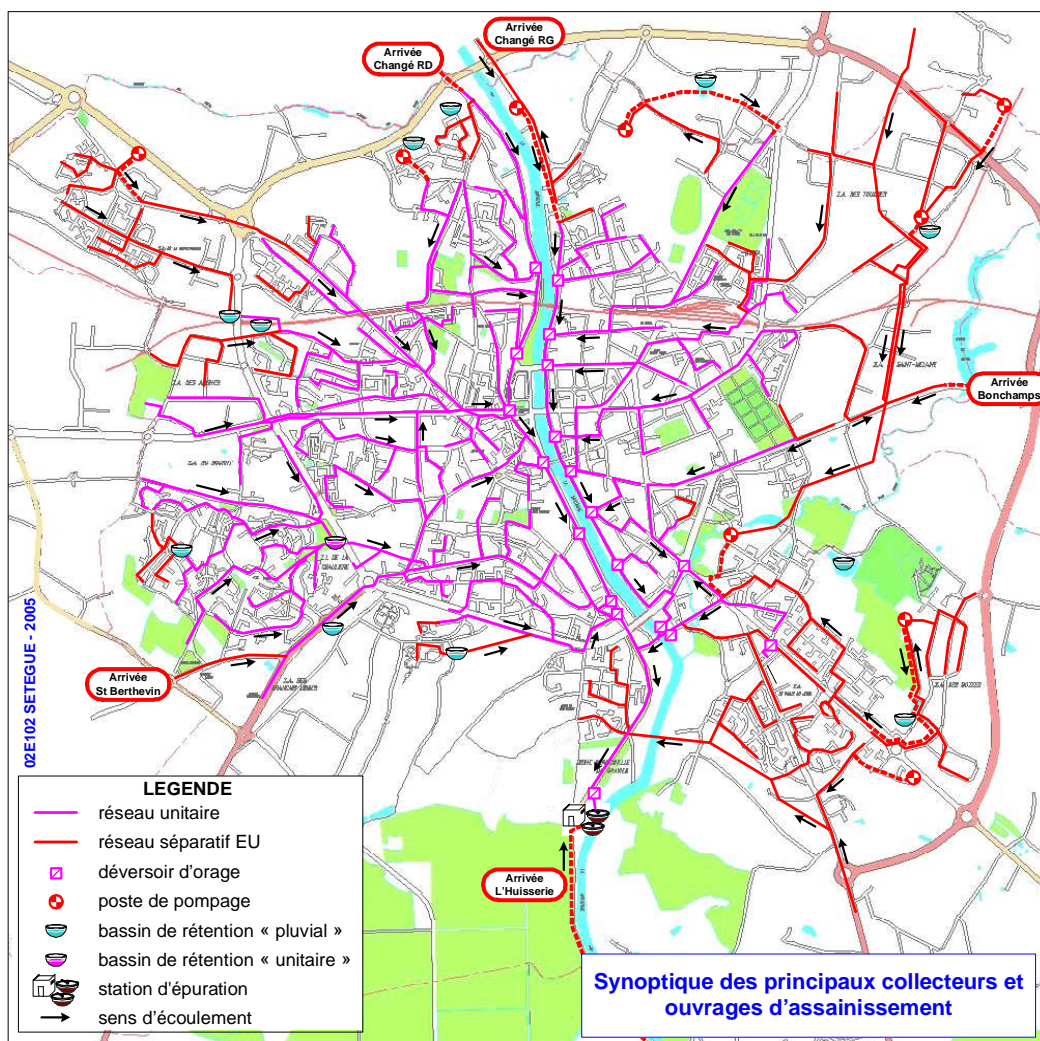 Arrivée
Changé RG
Arrivée
Changé RD
Z.A. DES TOUCHES
Arrivée
Bonchamps
Arrivée
St Berthevin
02E102 SETEGUE - 2005
Arrivée
L'Huisserie
LEGENDE
réseau unitaire
réseau séparatif EU
déversoir d'orage
poste de pompage
bassin de rétention « pluvial »
bassin de rétention « unitaire »
station d'épuration
sens d'écoulement
Synoptique des principaux collecteurs et
ouvrages d'assainissement